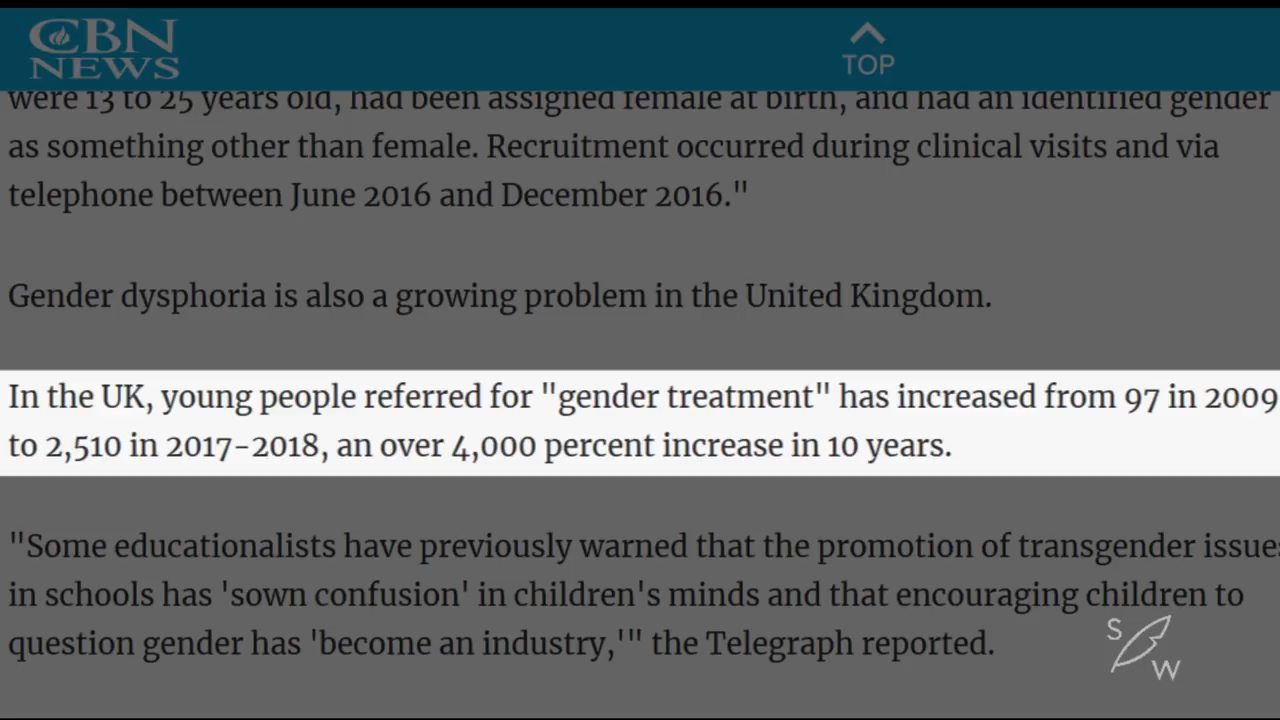 CBN
NEWS
TOP
were 13 to 25 years old, had been assigned female at birth, and had an identified gender
as something other than female. Recruitment occurred during clinical visits and via
telephone between June 2016 and December 2016."
Gender dysphoria is also a growing problem in the United Kingdom.
In the UK, young people referred for "gender treatment" has increased from 97 in 2009
to 2,510 in 2017-2018, an over 4,000 percent increase in 10 years.
"Some educationalists have previously warned that the promotion of transgender issues
in schools has 'sown confusion' in children's minds and that encouraging children to
question gender has 'become an industry,'" the Telegraph reported.
S
W